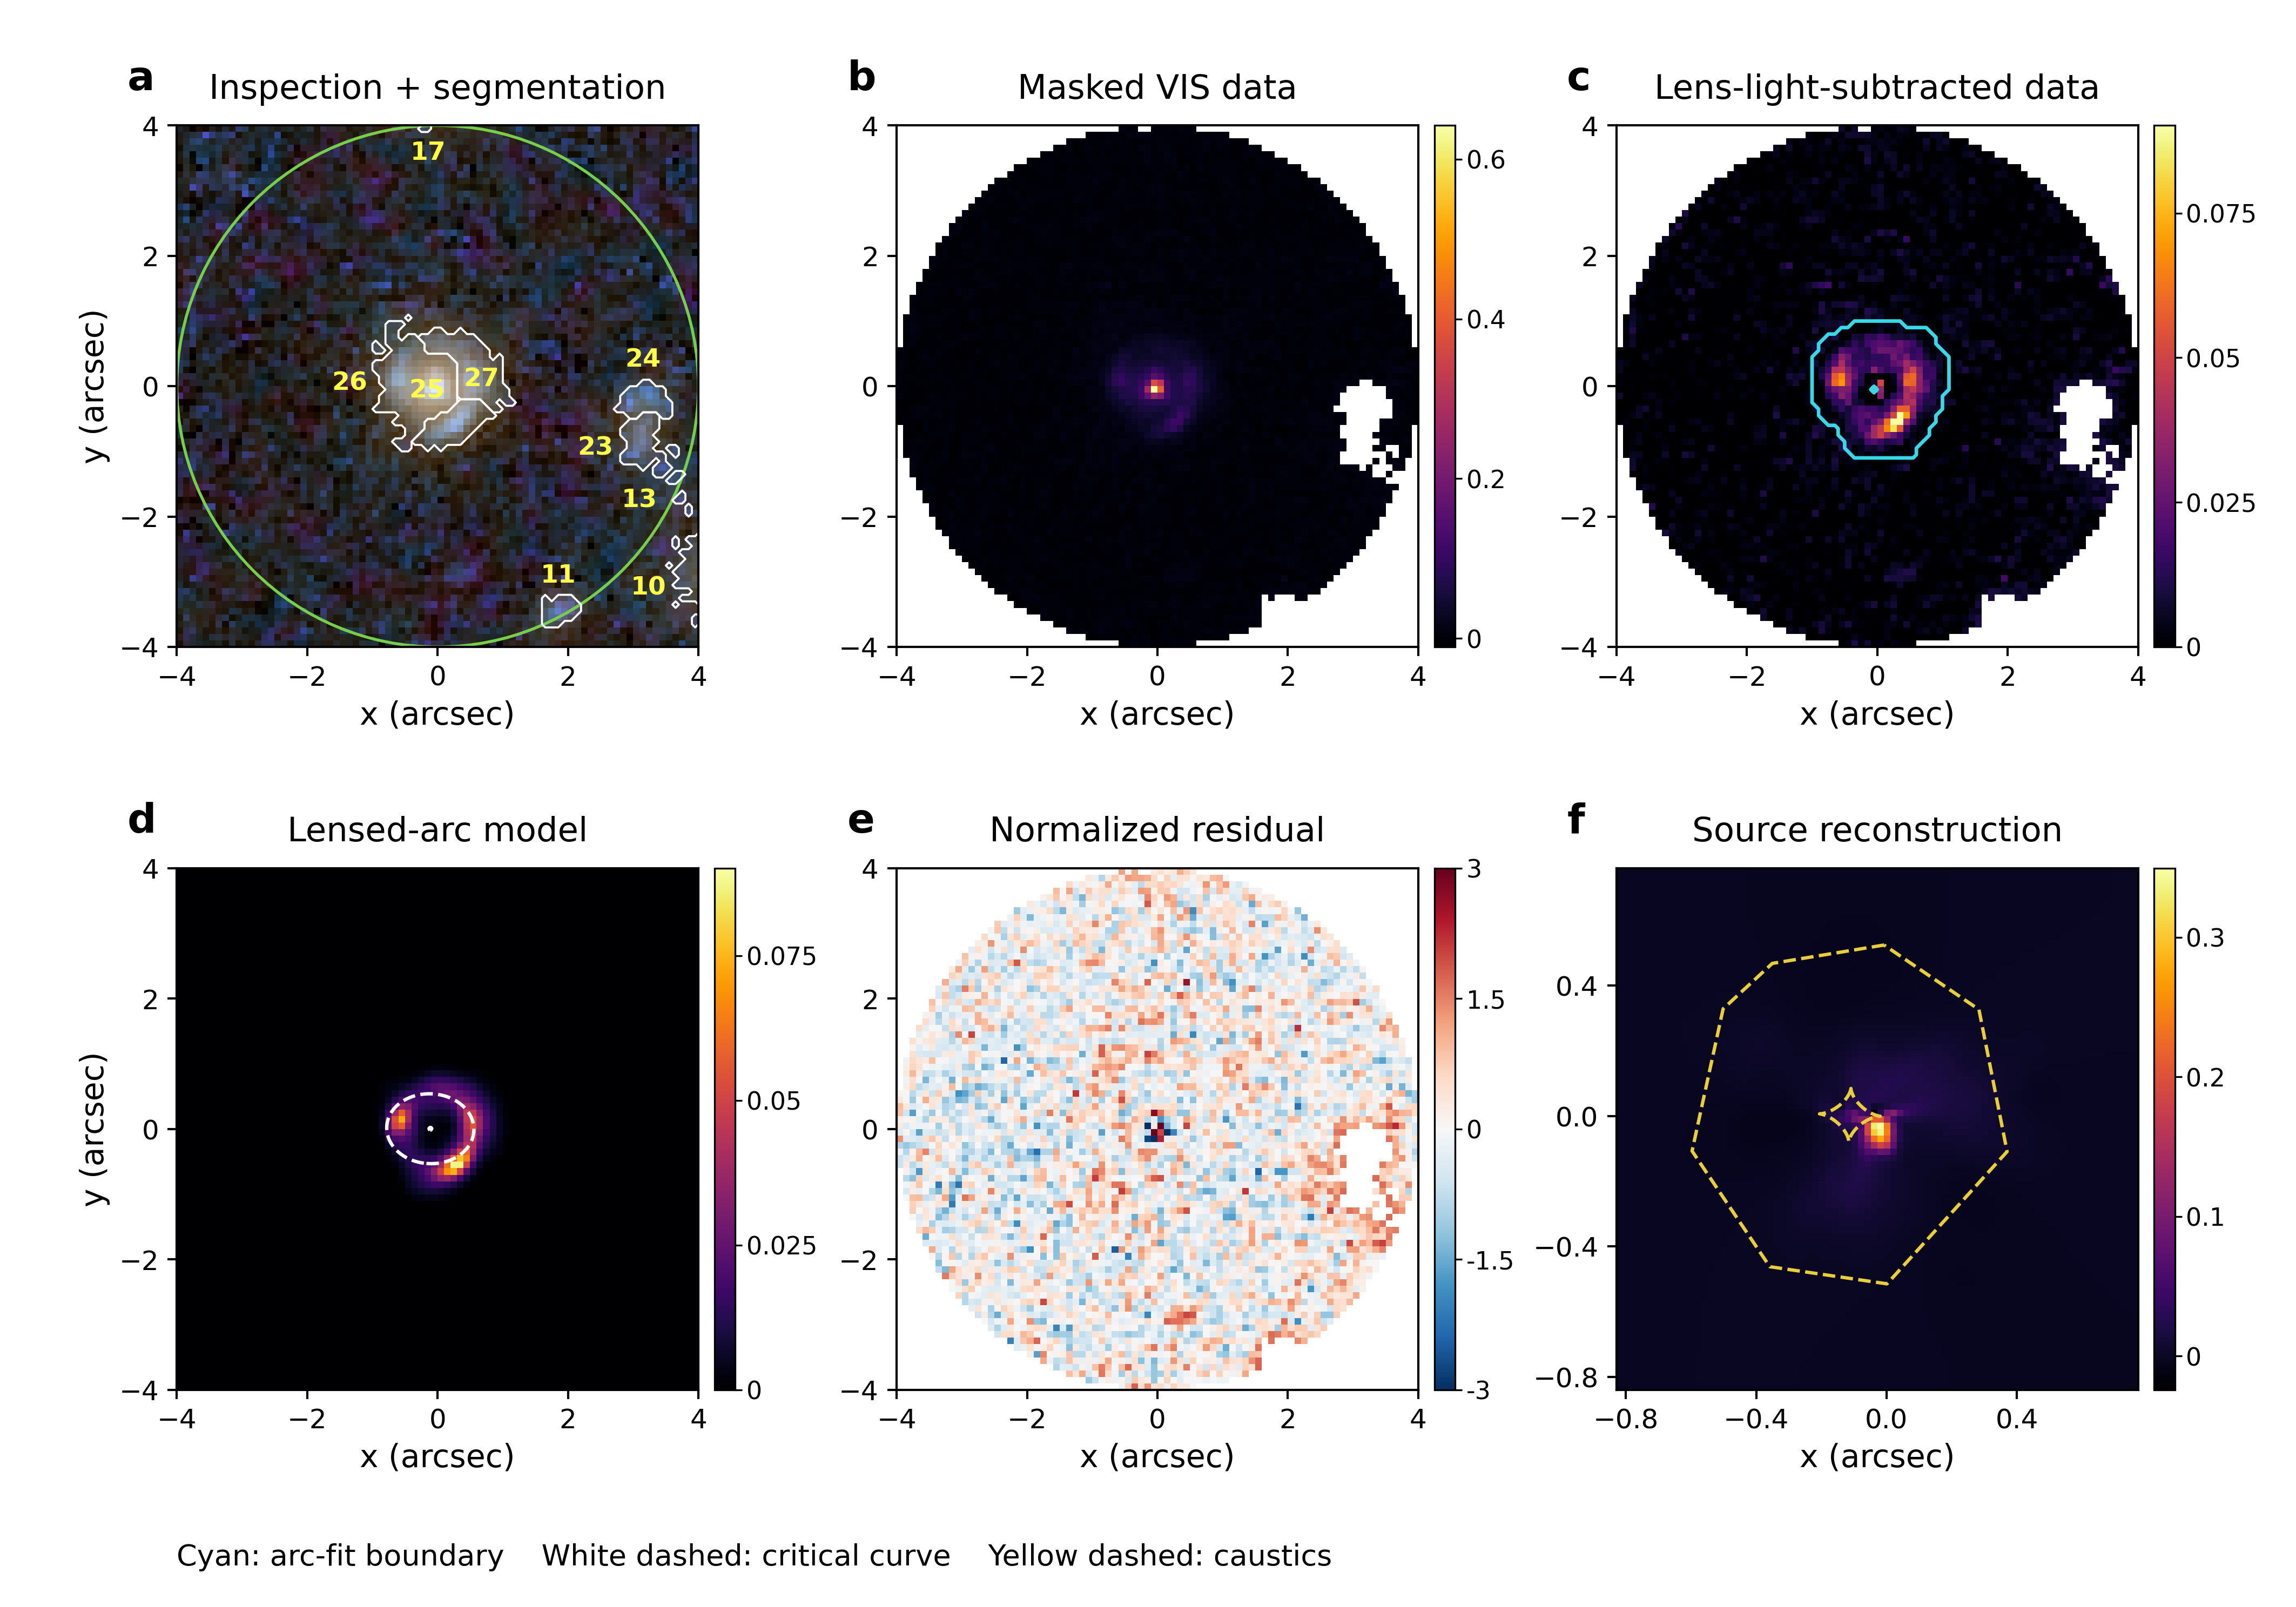 a Inspection + segmentation
b Masked VIS data
c Lens-light-subtracted data
4
2
0
−2
−4
y (arcsec)
17
26
25
27
24
23
13
11
10
−4 −2 0 2 4
x (arcsec)
4
2
0
−2
−4
−4 −2 0 2 4
x (arcsec)
0.6
0.4
0.2
0
4
2
0
−2
−4
−4 −2 0 2 4
x (arcsec)
0.075
0.05
0.025
0
d Lensed-arc model
e Normalized residual
f Source reconstruction
4
2
0
−2
−4
y (arcsec)
−4 −2 0 2 4
x (arcsec)
0.075
0.05
0.025
0
4
2
0
−2
−4
−4 −2 0 2 4
x (arcsec)
3
1.5
0
-1.5
-3
0.4
0.0
−0.4
−0.8
−0.8 −0.4 0.0 0.4
x (arcsec)
0.3
0.2
0.1
0
Cyan: arc-fit boundary White dashed: critical curve Yellow dashed: caustics